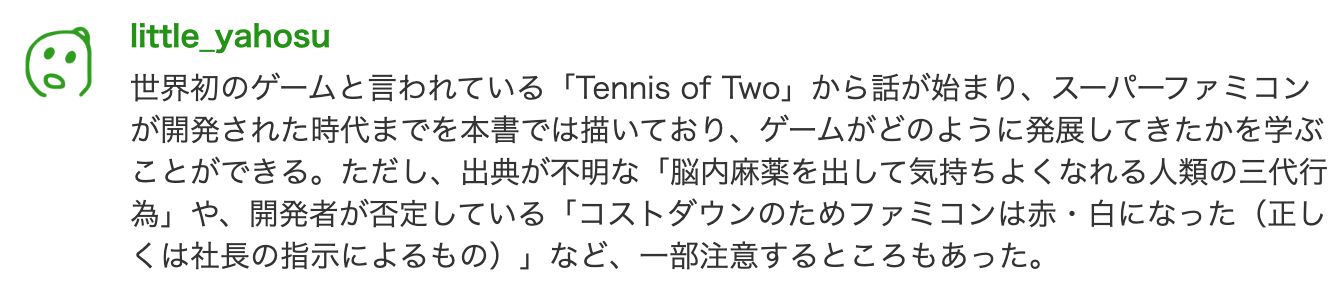 little_yahosu
世界初のゲームと言われている「Tennis of Two」から話が始まり、スーパーファミコン
が開発された時代までを本書では描いており、ゲームがどのように発展してきたかを学ぶ
ことができる。ただし、出典が不明な「脳内麻薬を出して気持ちよくなれる人類の三代行
為」や、開発者が否定している「コストダウンのためファミコンは赤・白になった（正し
くは社長の指示によるもの）」など、一部注意するところもあった。